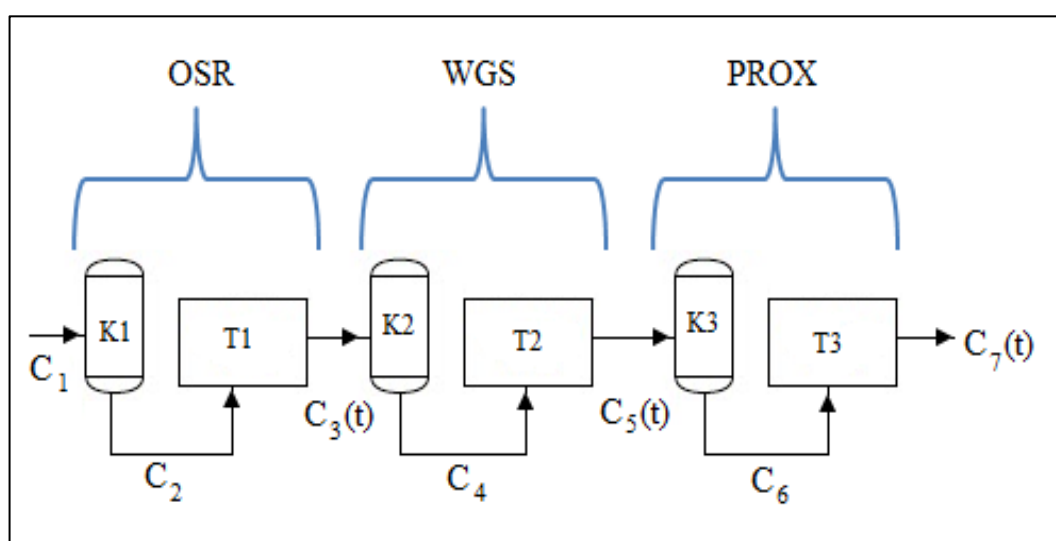 OSR WGS PROX
K1 T1 K2 T2 K3 T3
C₁ C₃(t) C₅(t) C₇(t)
C₂ C₄ C₆